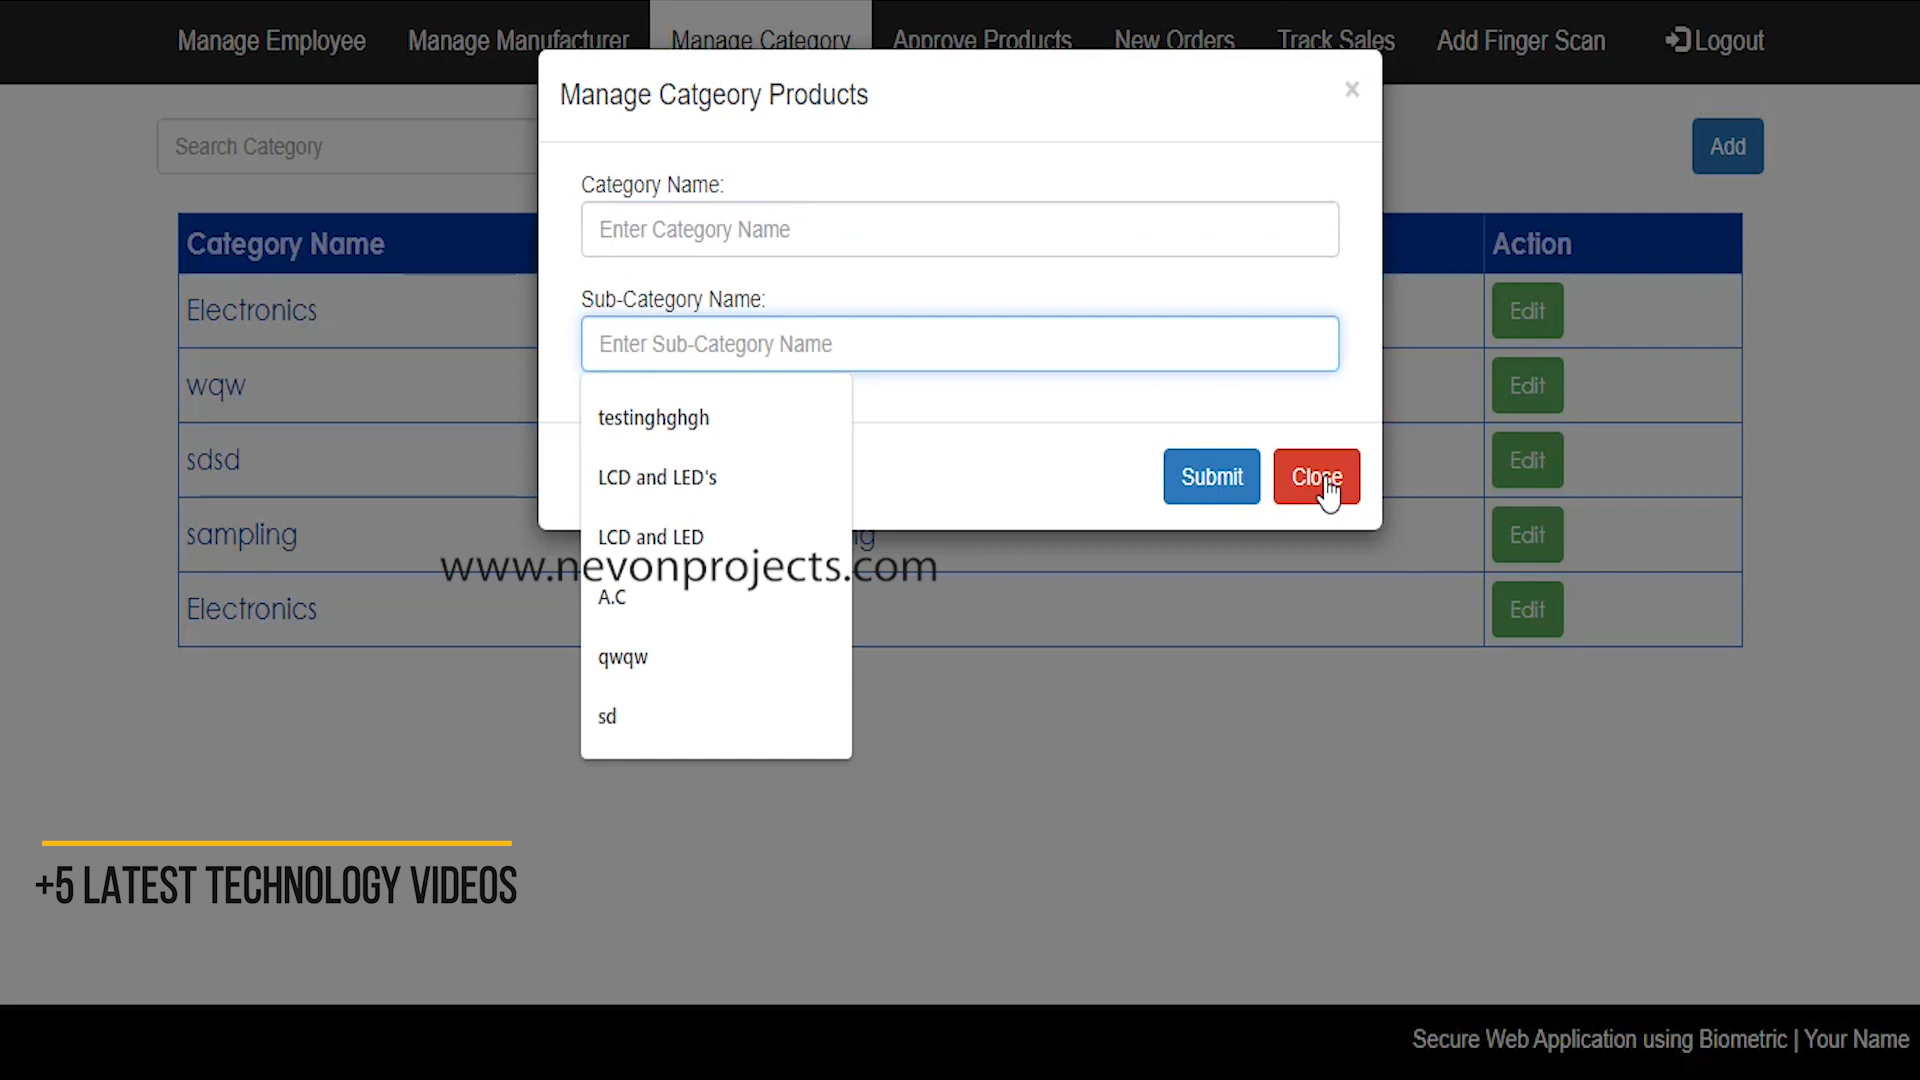 Manage Employee Manage Manufacturer Manage Category Approve Products New Orders Track Sales Add Finger Scan Logout
Manage Catgeory Products ×
Search Category Add
Category Name:
Enter Category Name
Category Name Action
Sub-Category Name:
Electronics Edit
Enter Sub-Category Name
wqw Edit
testinghghgh
sdsd Edit
LCD and LED's Submit Close
sampling LCD and LED Edit
www.nevonprojects.com
A.C
Electronics Edit
qwqw
sd
+5 LATEST TECHNOLOGY VIDEOS
Secure Web Application using Biometric | Your Name